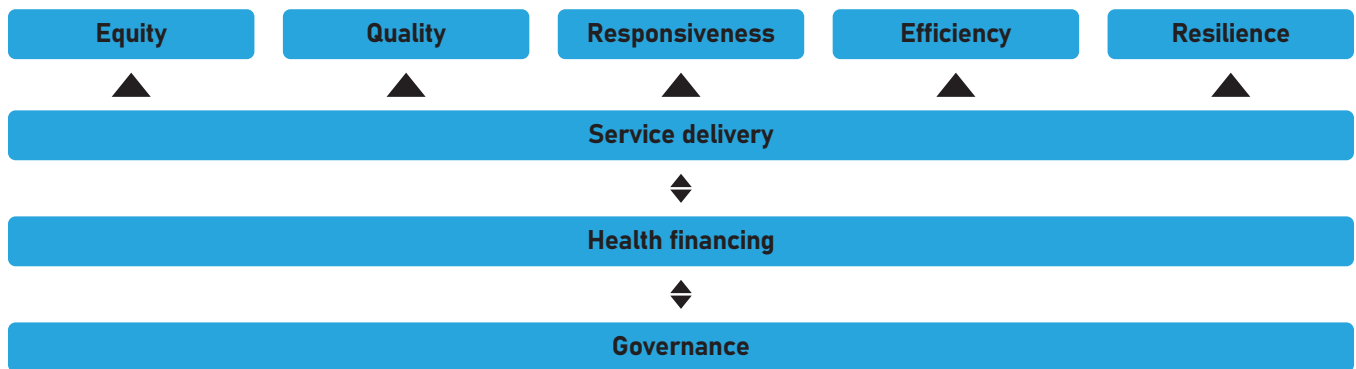 Equity
Quality
Responsiveness
Efficiency
Resilience
Service delivery
Health financing
Governance